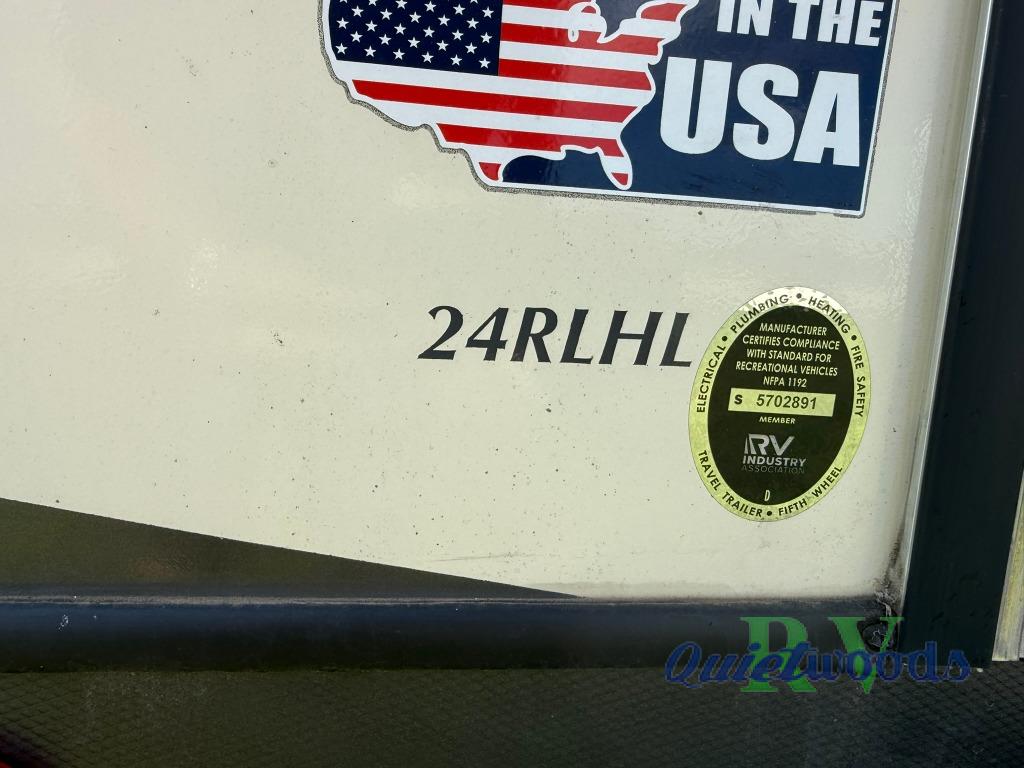 IN THE
USA
24RLHL
ELECTRICAL • PLUMBING • HEATING • FIRE SAFETY
MANUFACTURER
CERTIFIES COMPLIANCE
WITH STANDARD FOR
RECREATIONAL VEHICLES
NFPA 1192
S 5702891
MEMBER
RV
INDUSTRY
ASSOCIATION
D
TRAVEL TRAILER • FIFTH WHEEL
RV
Quietwoods